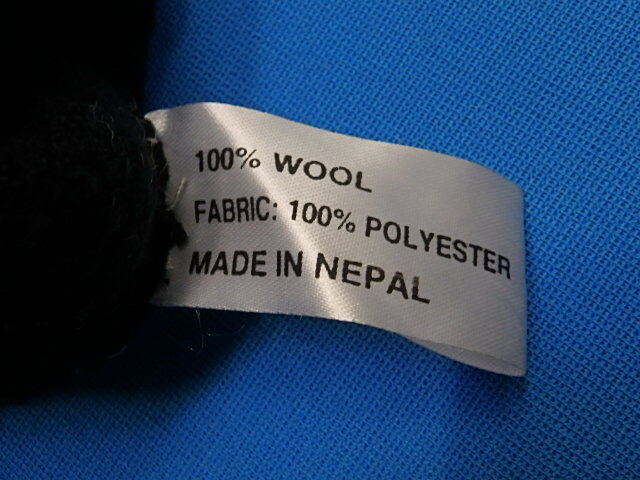 100% WOOL
FABRIC: 100% POLYESTER
MADE IN NEPAL